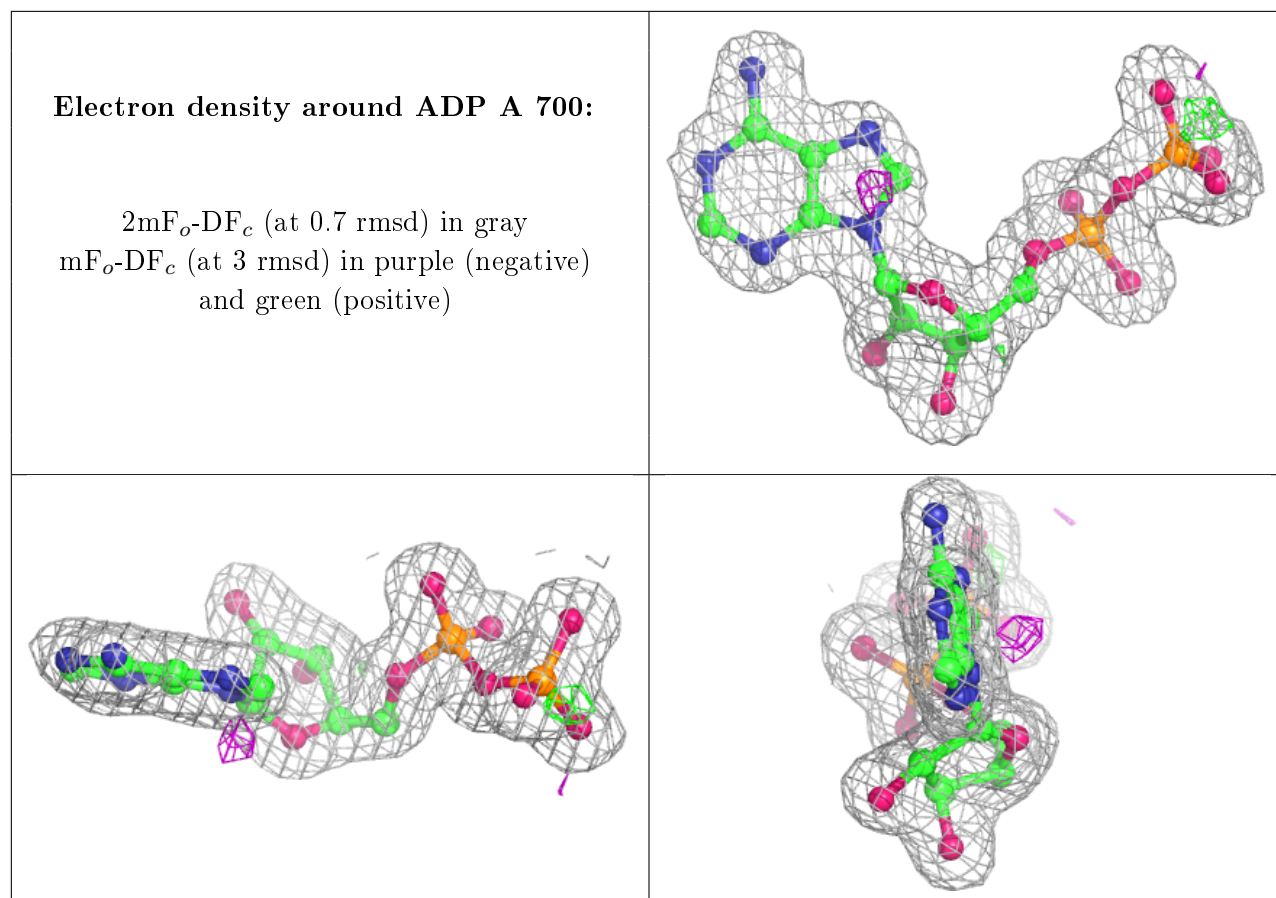 Electron density around ADP A 700:
2mFₒ-DF𝒸 (at 0.7 rmsd) in gray
mFₒ-DF𝒸 (at 3 rmsd) in purple (negative)
and green (positive)